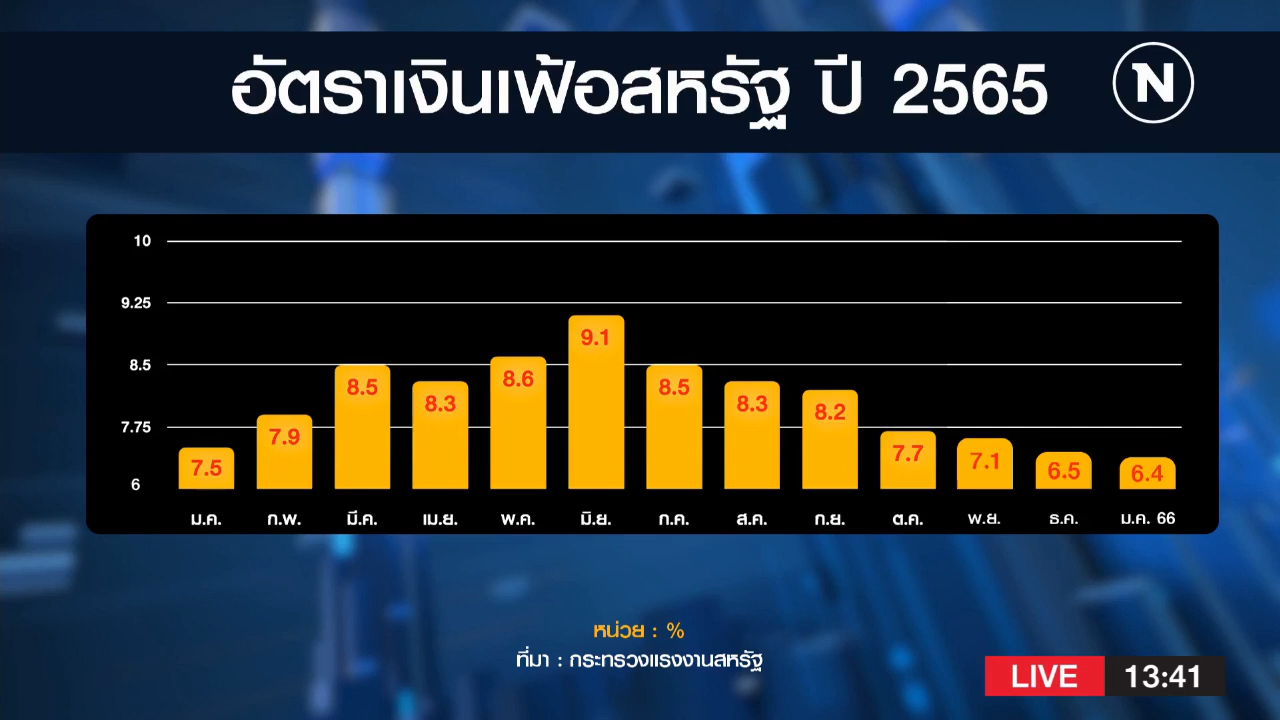 อัตราเงินเฟ้อสหรัฐ ปี 2565
N
10
9.25
8.5
7.75
6
7.5 7.9 8.5 8.3 8.6 9.1 8.5 8.3 8.2 7.7 7.1 6.5 6.4
ม.ค. ก.พ. มี.ค. เม.ย. พ.ค. มิ.ย. ก.ค. ส.ค. ก.ย. ต.ค. พ.ย. ธ.ค. ม.ค. 66
หน่วย : %
ที่มา : กระทรวงแรงงานสหรัฐ
LIVE 13:41